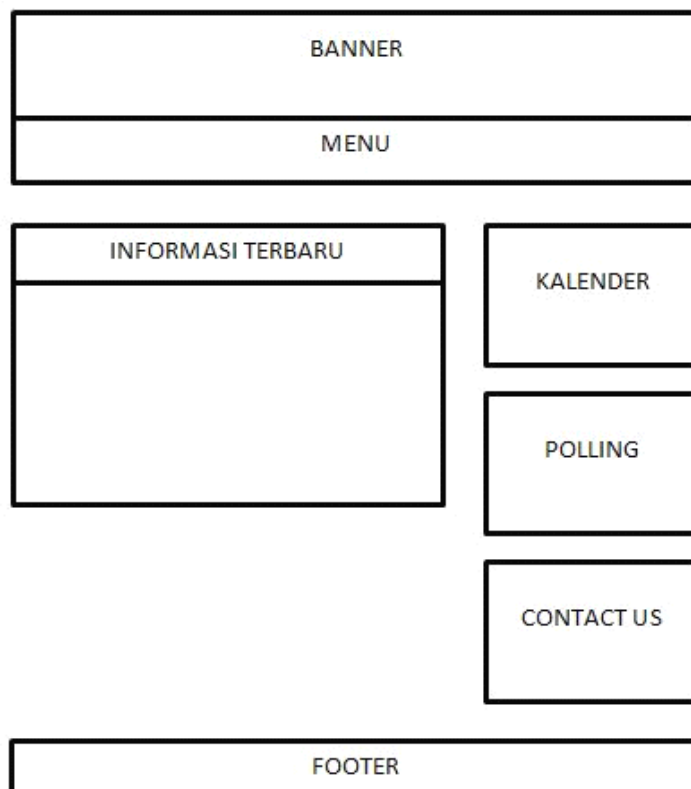 BANNER
MENU
INFORMASI TERBARU
KALENDER
POLLING
CONTACT US
FOOTER